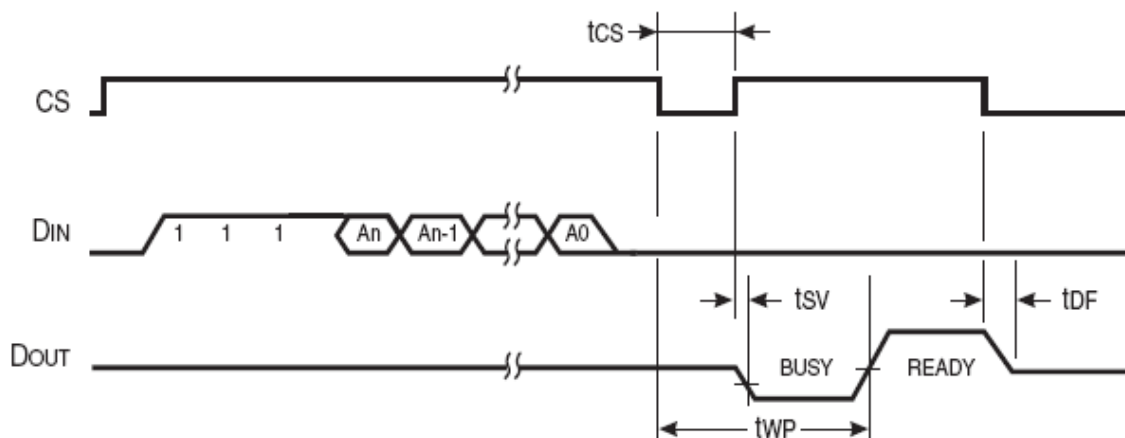 tCS
CS
DIN
1 1 1 An An-1 A0
tSV
tDF
DOUT
BUSY
READY
tWP